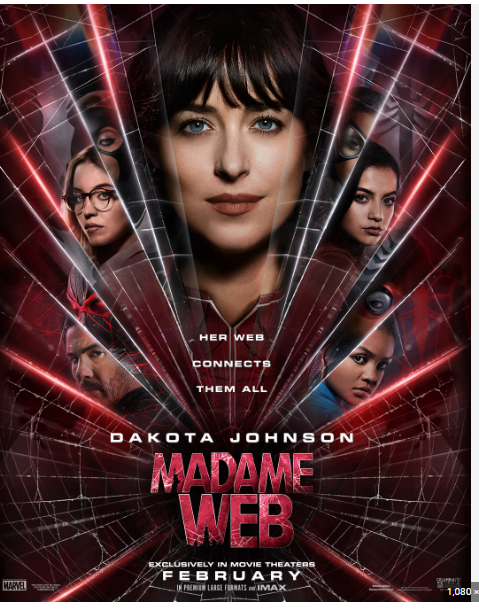 HER WEB
CONNECTS
THEM ALL
DAKOTA JOHNSON
MADAME
WEB
EXCLUSIVELY IN MOVIE THEATERS
FEBRUARY
IN PREMIUM LARGE FORMATS AND IMAX
MARVEL
1,080 ×